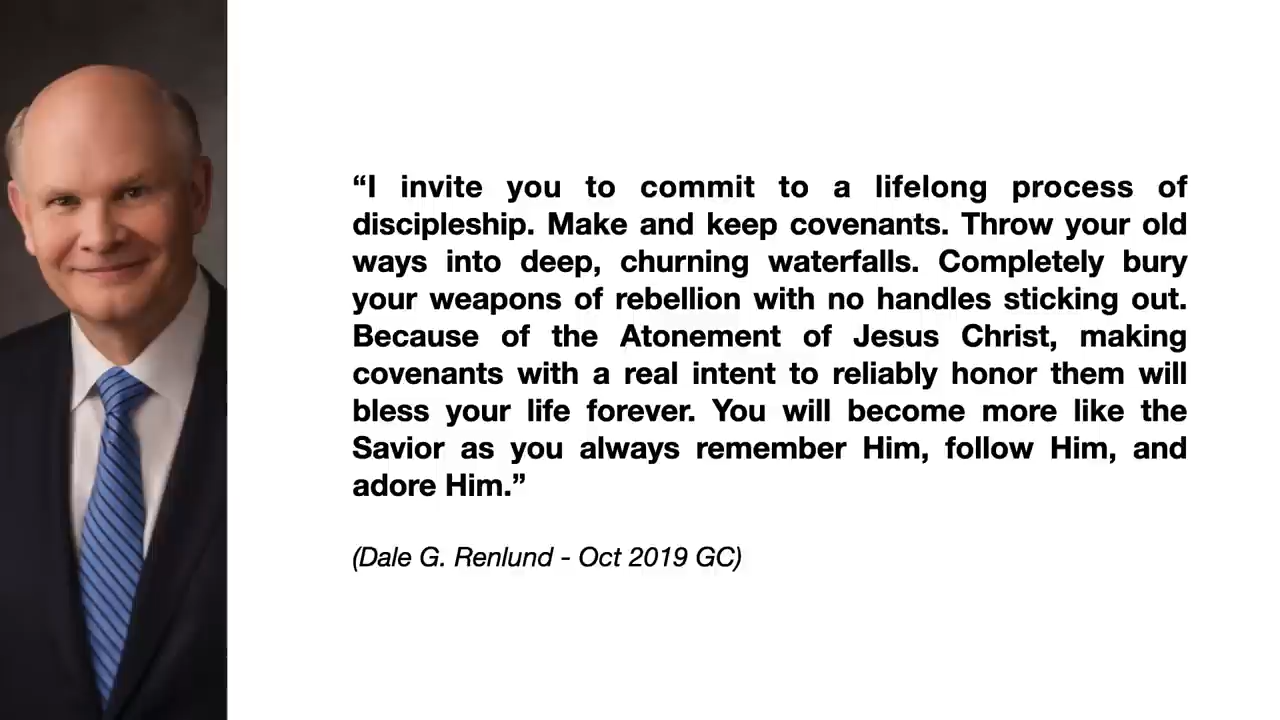 “I invite you to commit to a lifelong process of
discipleship. Make and keep covenants. Throw your old
ways into deep, churning waterfalls. Completely bury
your weapons of rebellion with no handles sticking out.
Because of the Atonement of Jesus Christ, making
covenants with a real intent to reliably honor them will
bless your life forever. You will become more like the
Savior as you always remember Him, follow Him, and
adore Him.”
(Dale G. Renlund - Oct 2019 GC)